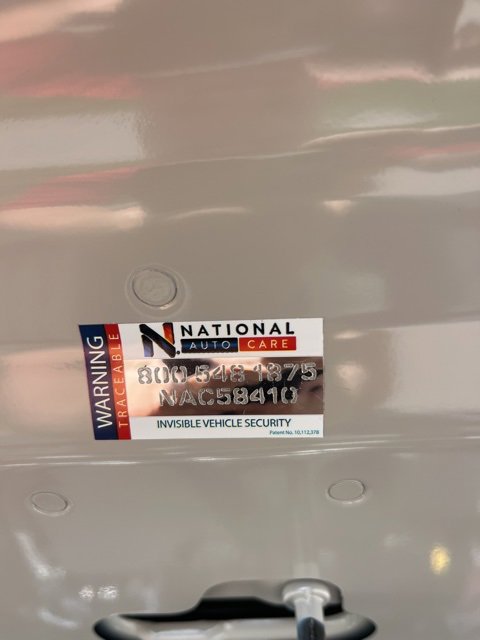 WARNING
TRACEABLE
N.
NATIONAL
AUTO CARE
800 548 1875
NAC58410
INVISIBLE VEHICLE SECURITY
Patent No. 10,112,378